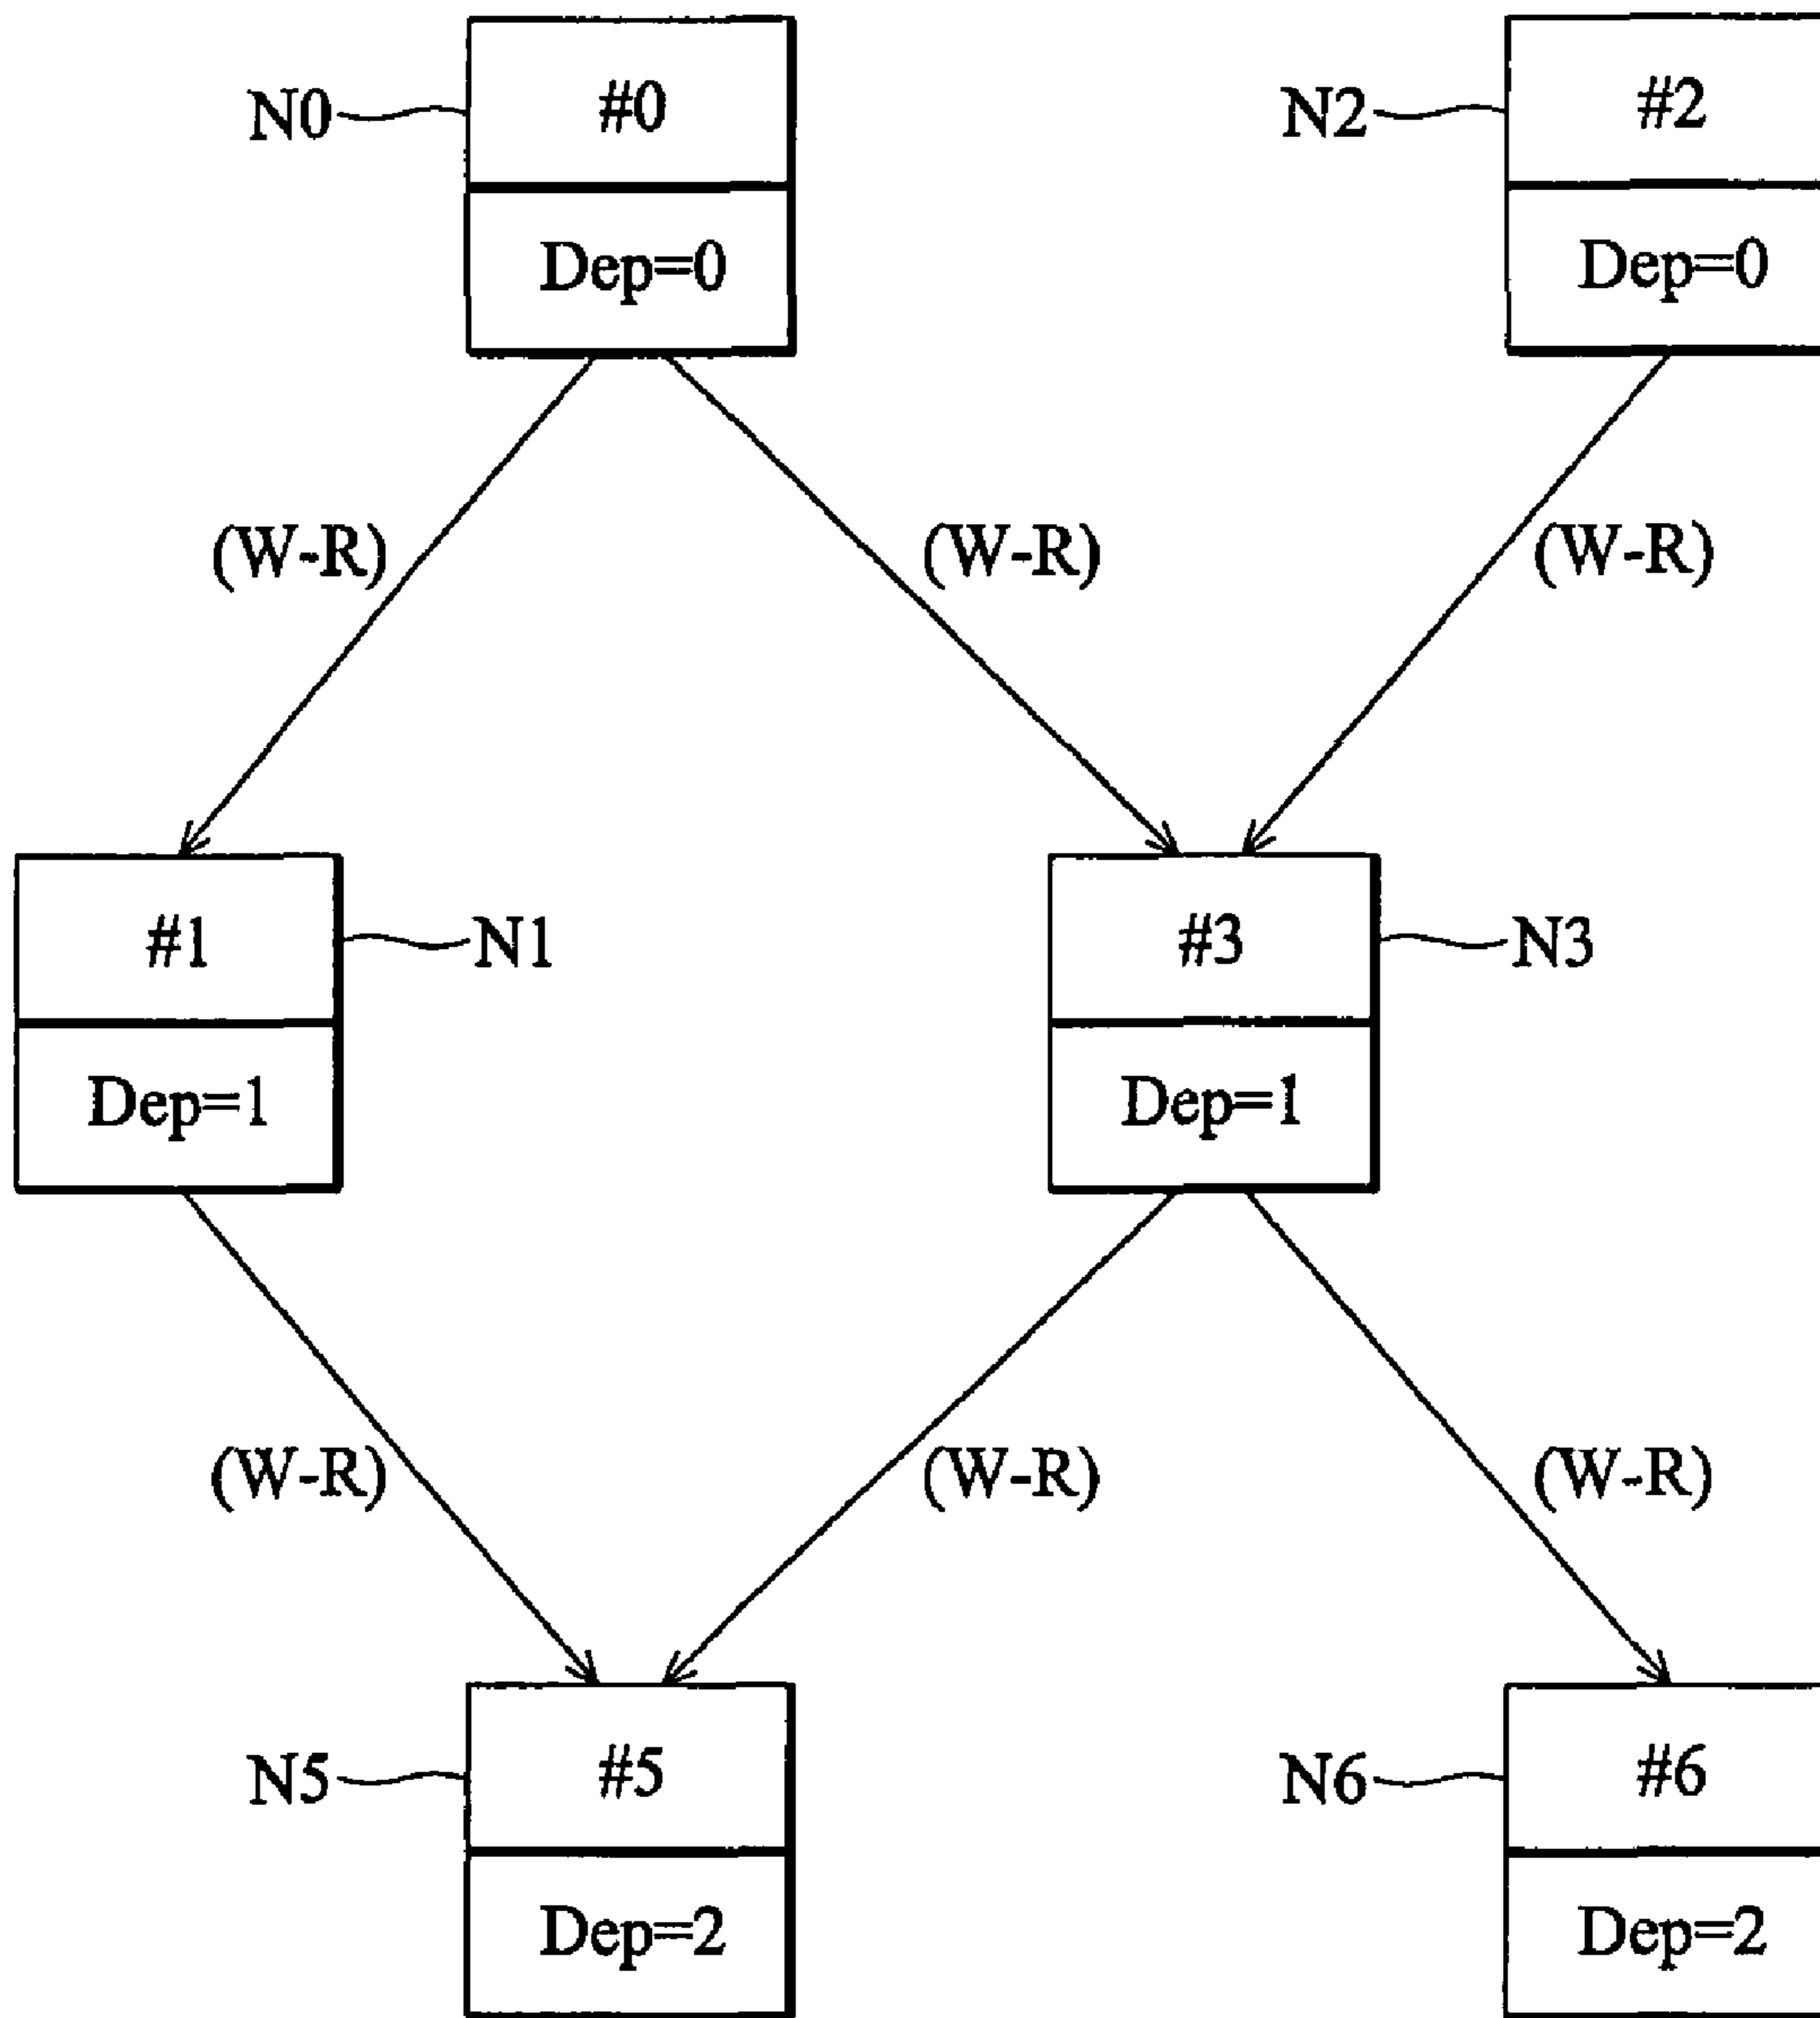 N0
#0
Dep=0
N2
#2
Dep=0
(W-R)
(W-R)
(W-R)
#1
N1
Dep=1
#3
N3
Dep=1
(W-R)
(W-R)
(W-R)
N5
#5
Dep=2
N6
#6
Dep=2